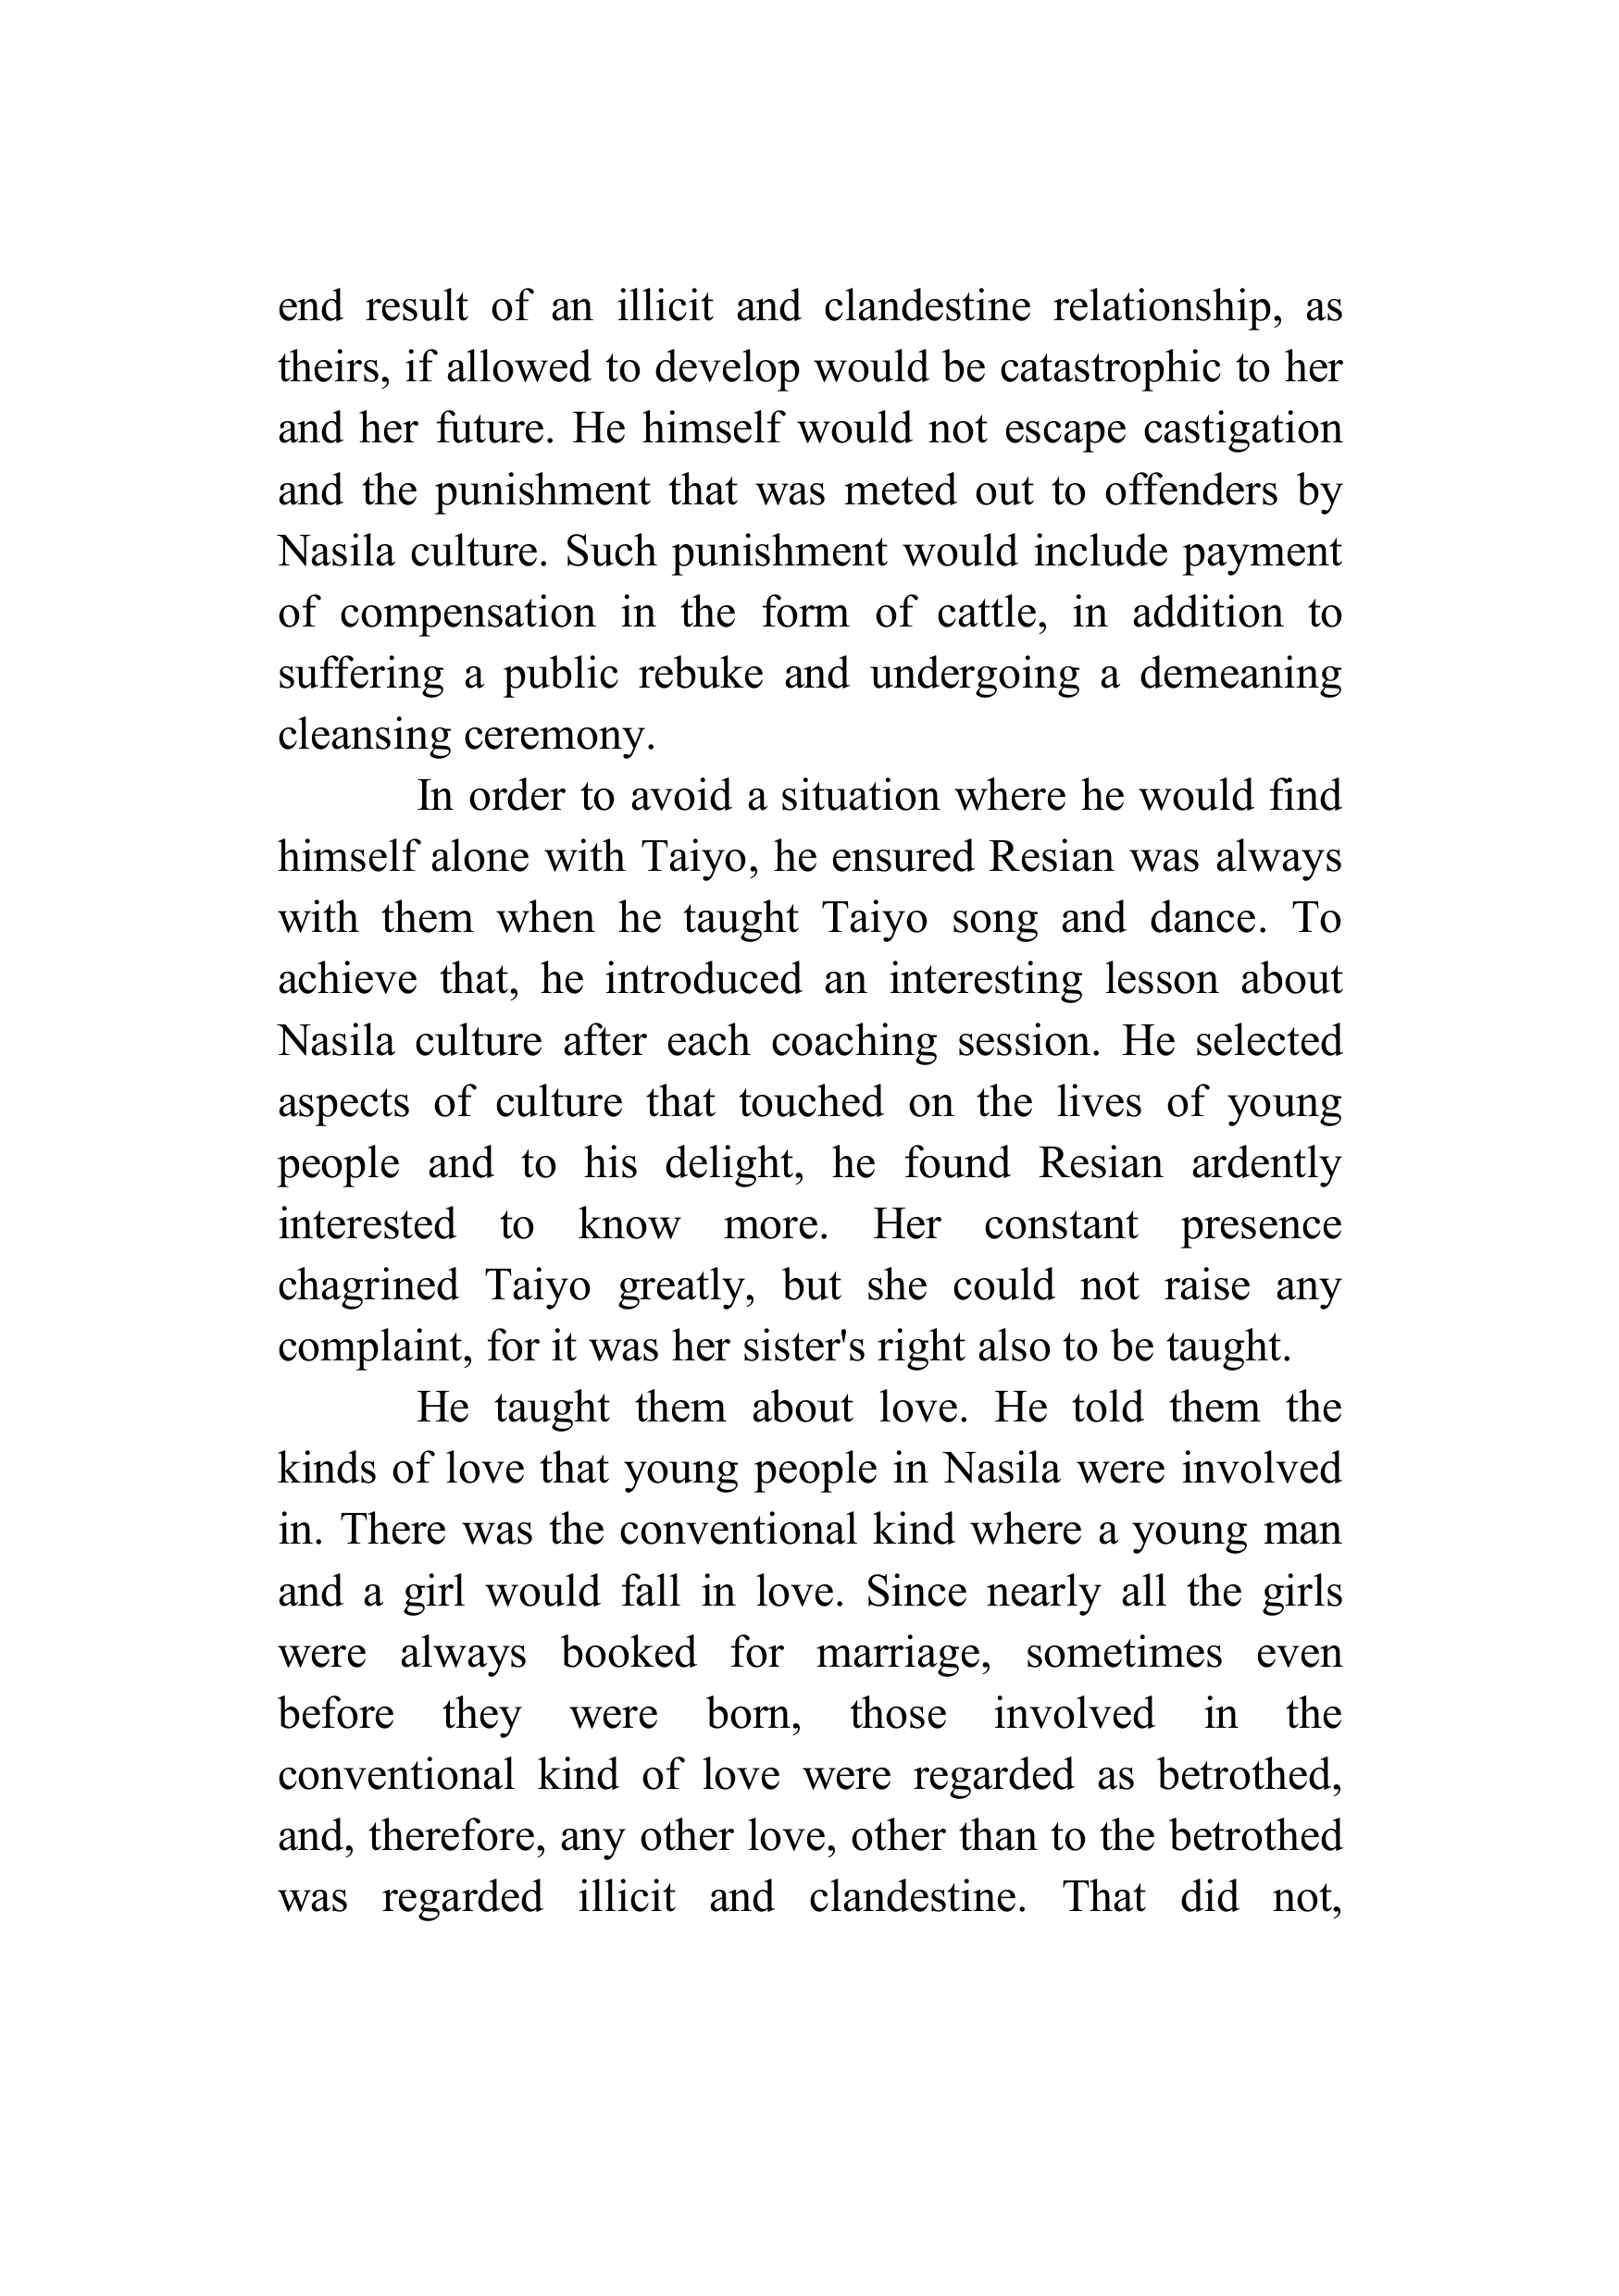 end result of an illicit and clandestine relationship, as
theirs, if allowed to develop would be catastrophic to her
and her future. He himself would not escape castigation
and the punishment that was meted out to offenders by
Nasila culture. Such punishment would include payment
of compensation in the form of cattle, in addition to
suffering a public rebuke and undergoing a demeaning
cleansing ceremony.
In order to avoid a situation where he would find
himself alone with Taiyo, he ensured Resian was always
with them when he taught Taiyo song and dance. To
achieve that, he introduced an interesting lesson about
Nasila culture after each coaching session. He selected
aspects of culture that touched on the lives of young
people and to his delight, he found Resian ardently
interested to know more. Her constant presence
chagrined Taiyo greatly, but she could not raise any
complaint, for it was her sister's right also to be taught.
He taught them about love. He told them the
kinds of love that young people in Nasila were involved
in. There was the conventional kind where a young man
and a girl would fall in love. Since nearly all the girls
were always booked for marriage, sometimes even
before they were born, those involved in the
conventional kind of love were regarded as betrothed,
and, therefore, any other love, other than to the betrothed
was regarded illicit and clandestine. That did not,